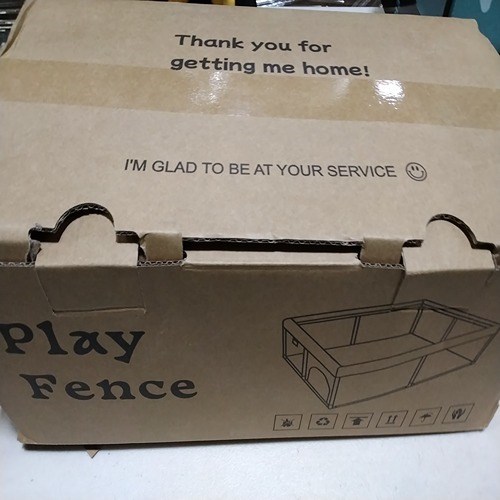 Thank you for
getting me home!
I'M GLAD TO BE AT YOUR SERVICE
Play
Fence